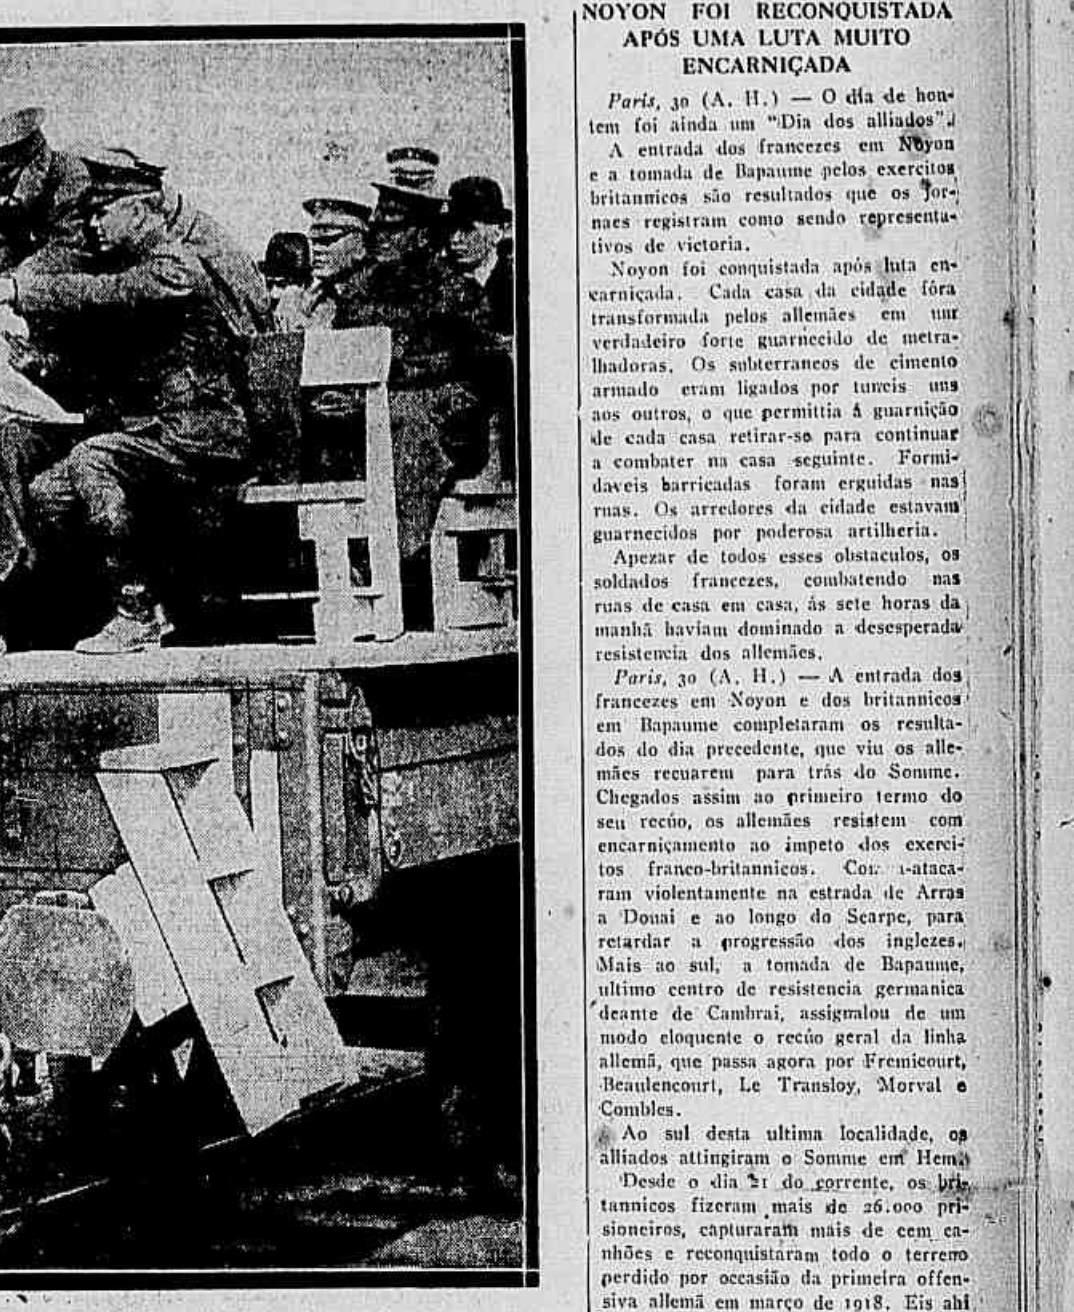 NOYON FOI RECONQUISTADA
APÓS UMA LUTA MUITO
ENCARNIÇADA
Paris, 30 (A. H.) — O dia de hon-
tem foi ainda um "Dia dos alliados".
A entrada dos francezes em Noyon
e a tomada de Bapaume pelos exercitos
britannicos são resultados que os jor-
naes registram como sendo representa-
tivos de victoria.
Noyon foi conquistada após luta en-
carniçada. Cada casa da cidade fôra
transformada pelos allemães em um
verdadeiro forte guarnecido de metra-
lhadoras. Os subterraneos de cimento
armado eram ligados por tuneis uns
aos outros, o que permittia á guarnição
de cada casa retirar-se para continuar
a combater na casa seguinte. Formi-
daveis barricadas foram erguidas nas
ruas. Os arredores da cidade estavam
guarnecidos por poderosa artilheria.
Apezar de todos esses obstaculos, os
soldados francezes, combatendo nas
ruas de casa em casa, ás sete horas da
manhã haviam dominado a desesperada
resistencia dos allemães.
Paris, 30 (A. H.) — A entrada dos
francezes em Noyon e dos britannicos
em Bapaume completaram os resulta-
dos do dia precedente, que viu os alle-
mães recuarem para trás do Somme.
Chegados assim ao primeiro termo do
seu recúo, os allemães resistem com
encarniçamento ao impeto dos exerci-
tos franco-britannicos. -ataca-
ram violentamente na estrada de Arras
a Douai e ao longo do Scarpe, para
retardar a progressão dos inglezes.
Mais ao sul, a tomada de Bapaume,
ultimo centro de resistencia germanica
deante de Cambrai, assignalou de um
modo eloquente o recúo geral da linha
allemã, que passa agora por Fremicourt,
Beaulencourt, Le Transloy, Morval e
Combles.
Ao sul desta ultima localidade, os
alliados attingiram o Somme em Hem.
Desde o dia 21 do corrente, os bri-
tannicos fizeram mais de 26.000 pri-
sioneiros, capturaram mais de cem ca-
nhões e reconquistaram todo o terreno
perdido por occasião da primeira offen-
siva allemã em março de 1918. Eis ahi